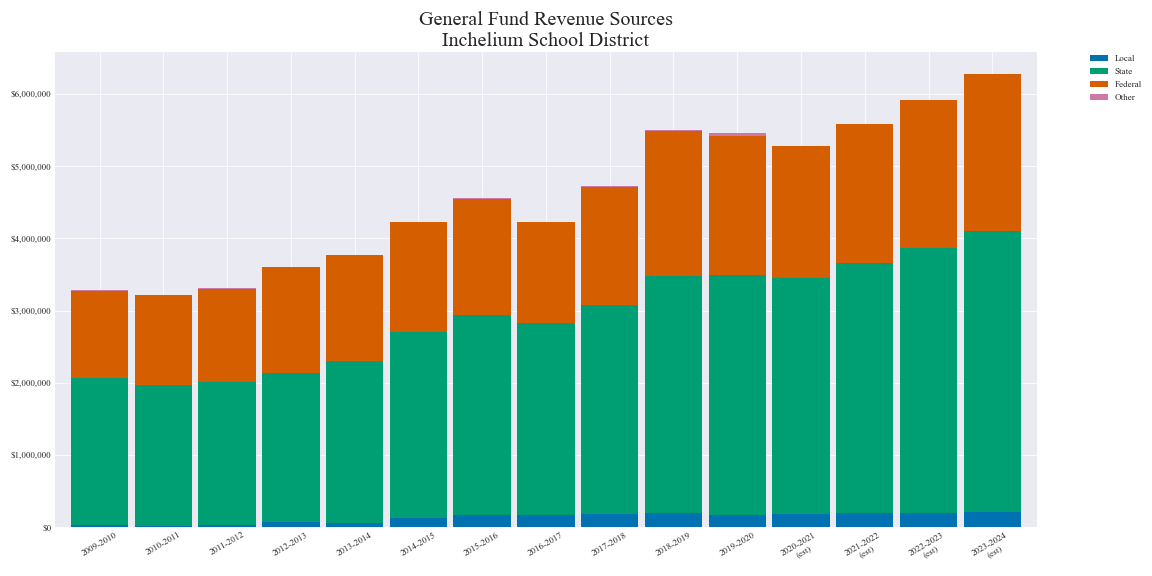 General Fund Revenue Sources
Inchelium School District
Local
State
Federal
Other
$6,000,000
$5,000,000
$4,000,000
$3,000,000
$2,000,000
$1,000,000
$0
2009-2010
2010-2011
2011-2012
2012-2013
2013-2014
2014-2015
2015-2016
2016-2017
2017-2018
2018-2019
2019-2020
2020-2021
(est)
2021-2022
(est)
2022-2023
(est)
2023-2024
(est)